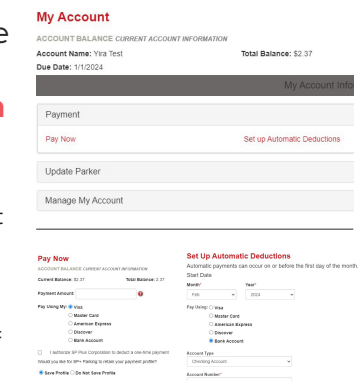 My Account
ACCOUNT BALANCE CURRENT ACCOUNT INFORMATION
Account Name: Yira Test
Total Balance: $2.37
Due Date: 1/1/2024
My Account Info
Payment
Pay Now
Set up Automatic Deductions
Update Parker
Manage My Account
Pay Now
ACCOUNT BALANCE CURRENT ACCOUNT INFORMATION
Current Balance: $2.37
Total Balance: 2.37
Payment Amount
Pay Using My: Visa
Master Card
American Express
Discover
Bank Account
I authorize SP Plus Corporation to deduct a one-time payment
Would you like for SP+ Parking to retain your payment profile?
Save Profile Do Not Save Profile
Set Up Automatic Deductions
Automatic payments can occur on or before the first day of the month.
Start Date
Month* Year*
Feb 2024
Pay Using: Visa
Master Card
American Express
Discover
Bank Account
Account Type
Checking Account
Account Number*